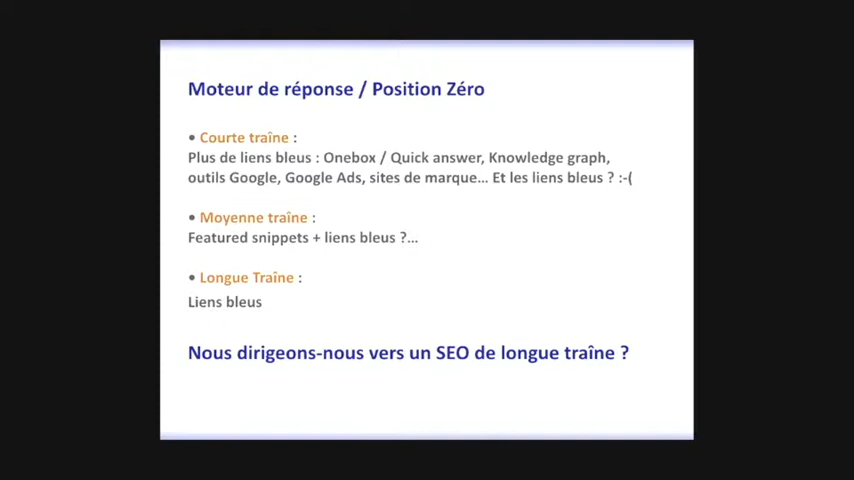 Moteur de réponse / Position Zéro
• Courte traîne :
Plus de liens bleus : Onebox / Quick answer, Knowledge graph,
outils Google, Google Ads, sites de marque... Et les liens bleus ? :-(
• Moyenne traîne :
Featured snippets + liens bleus ?...
• Longue Traîne :
Liens bleus
Nous dirigeons-nous vers un SEO de longue traîne ?